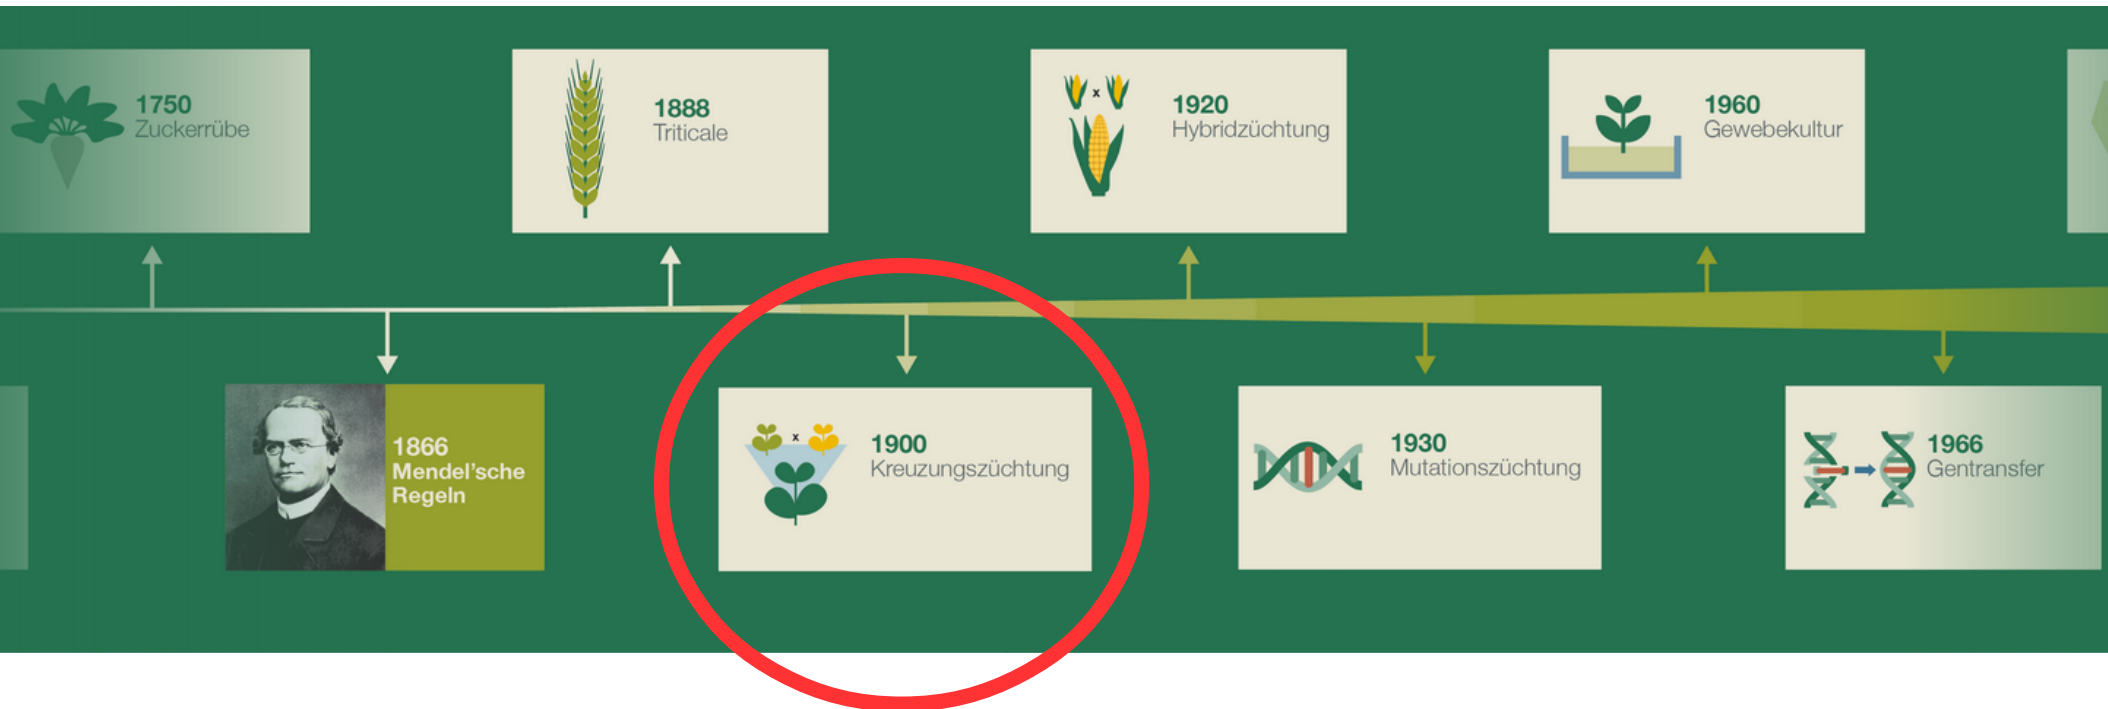 1750
Zuckerrübe
1888
Triticale
x
1920
Hybridzüchtung
1960
Gewebekultur
1866
Mendel'sche
Regeln
x
1900
Kreuzungszüchtung
1930
Mutationszüchtung
1966
Gentransfer